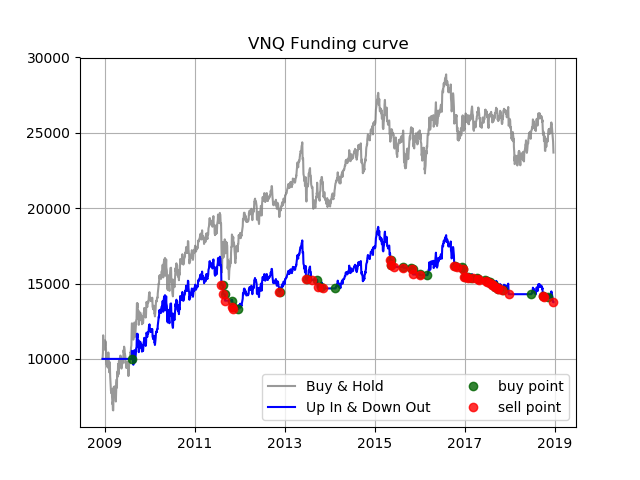 VNQ Funding curve
30000
25000
20000
15000
10000
Buy & Hold
Up In & Down Out
buy point
sell point
2009 2011 2013 2015 2017 2019